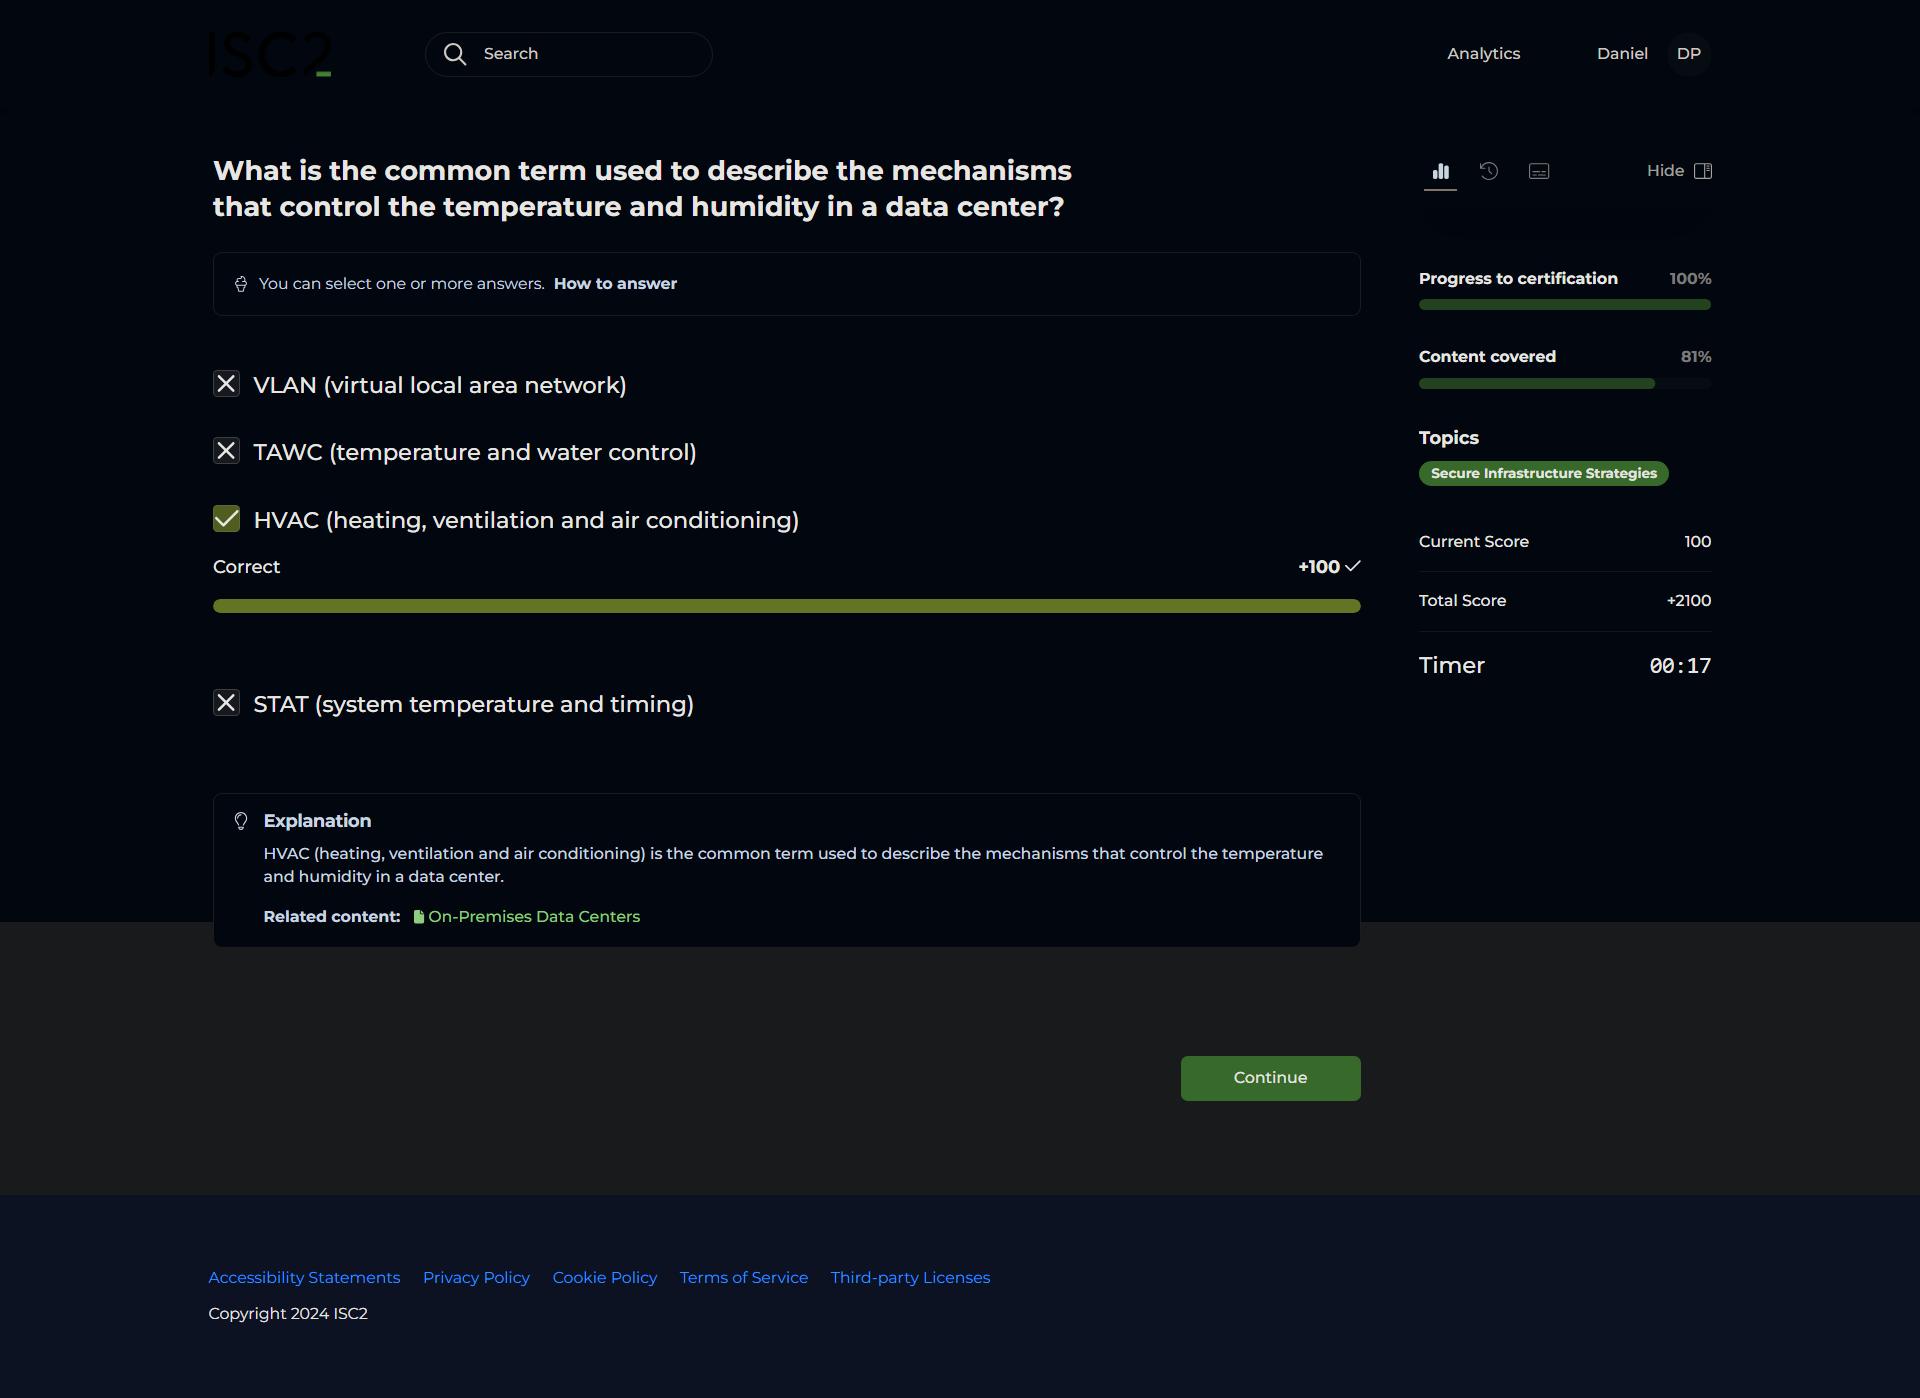 ISC2
Search
Analytics
Daniel
DP
What is the common term used to describe the mechanisms
that control the temperature and humidity in a data center?
You can select one or more answers. How to answer
VLAN (virtual local area network)
TAWC (temperature and water control)
HVAC (heating, ventilation and air conditioning)
Correct
+100
STAT (system temperature and timing)
Explanation
HVAC (heating, ventilation and air conditioning) is the common term used to describe the mechanisms that control the temperature
and humidity in a data center.
Related content: On-Premises Data Centers
Continue
Hide
Progress to certification 100%
Content covered 81%
Topics
Secure Infrastructure Strategies
Current Score 100
Total Score +2100
Timer 00:17
Accessibility Statements Privacy Policy Cookie Policy Terms of Service Third-party Licenses
Copyright 2024 ISC2